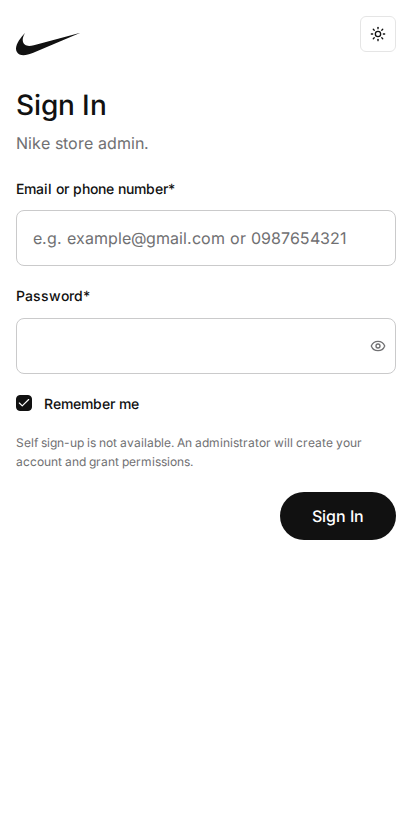 Sign In
Nike store admin.
Email or phone number*
e.g. example@gmail.com or 0987654321
Password*
Remember me
Self sign-up is not available. An administrator will create your
account and grant permissions.
Sign In